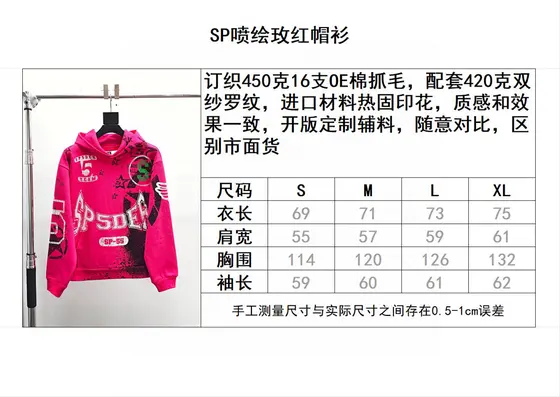 SP喷绘玫红帽衫
订织450克16支OE棉抓毛，配套420克双
纱罗纹，进口材料热固印花，质感和效
果一致，开版定制辅料，随意对比，区
别市面货
尺码 S M L XL
衣长 69 71 73 75
肩宽 55 57 59 61
胸围 114 120 126 132
袖长 59 60 61 62
手工测量尺寸与实际尺寸之间存在0.5-1cm误差
SP5DER
SP-55